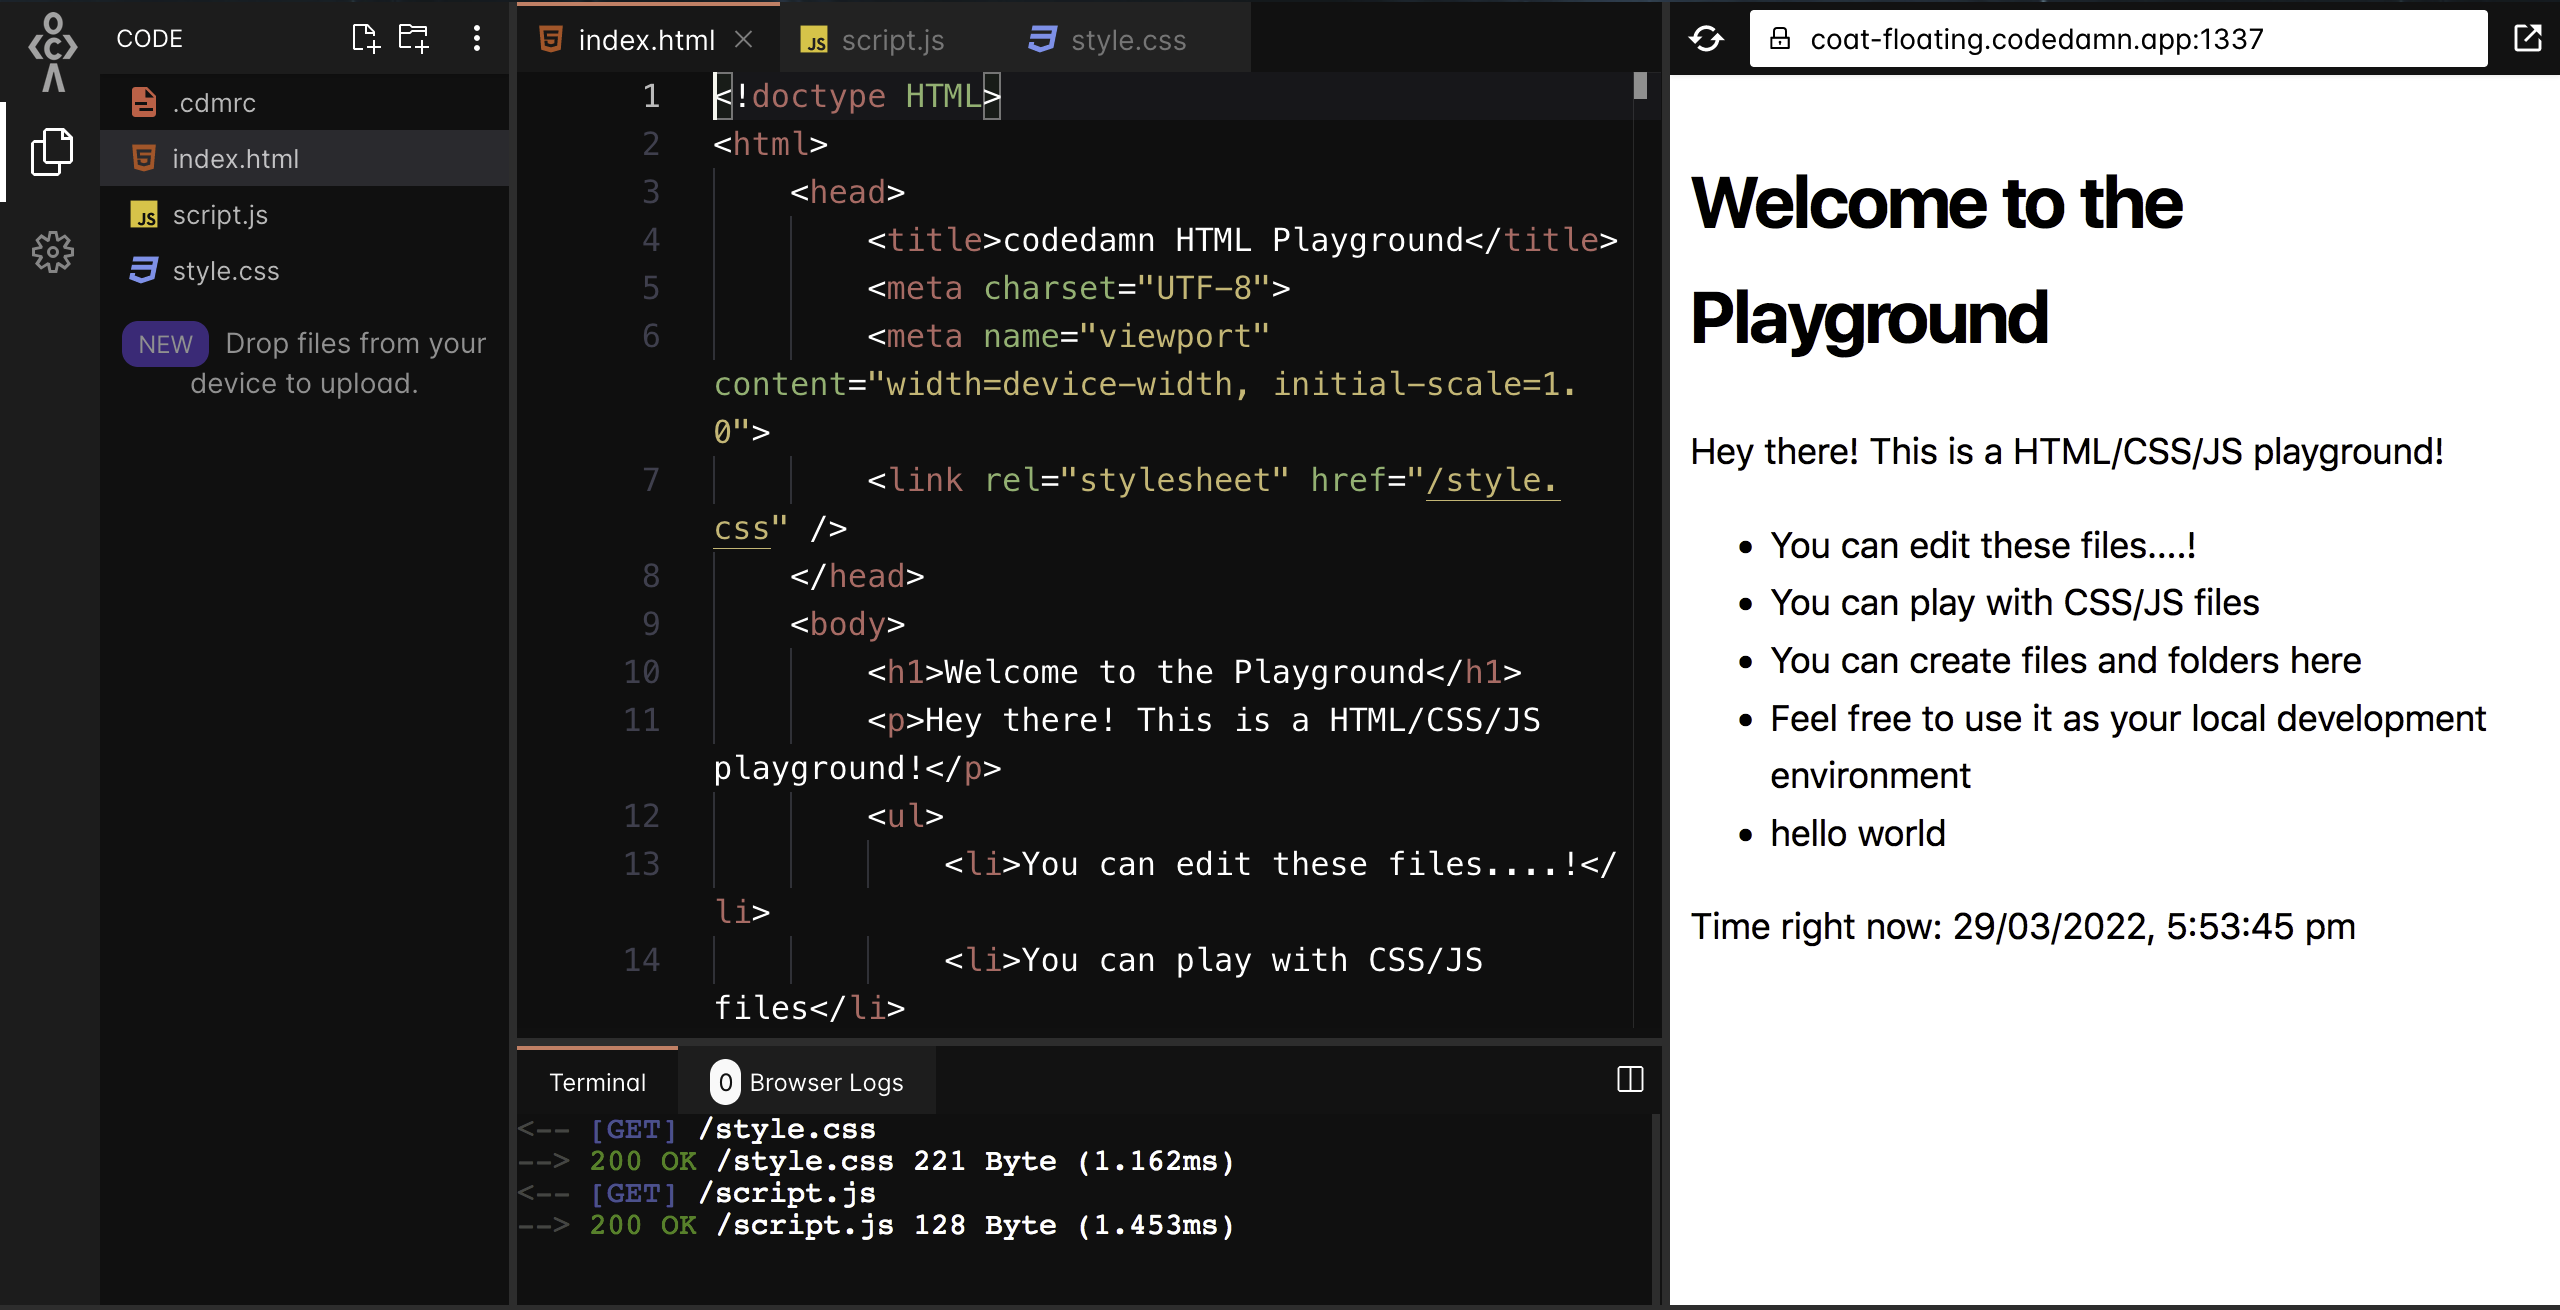 CODE
.cdmrc
index.html
script.js
style.css
NEW Drop files from your
device to upload.
index.html
script.js
style.css
1 <!doctype HTML>
2 <html>
3 <head>
4 <title>codedamn HTML Playground</title>
5 <meta charset="UTF-8">
6 <meta name="viewport"
content="width=device-width, initial-scale=1.
0">
7 <link rel="stylesheet" href="/style.
css" />
8 </head>
9 <body>
10 <h1>Welcome to the Playground</h1>
11 <p>Hey there! This is a HTML/CSS/JS
playground!</p>
12 <ul>
13 <li>You can edit these files....!</
li>
14 <li>You can play with CSS/JS
files</li>
Terminal
0 Browser Logs
<-- [GET] /style.css
--> 200 OK /style.css 221 Byte (1.162ms)
<-- [GET] /script.js
--> 200 OK /script.js 128 Byte (1.453ms)
coat-floating.codedamn.app:1337
Welcome to the
Playground
Hey there! This is a HTML/CSS/JS playground!
• You can edit these files....!
• You can play with CSS/JS files
• You can create files and folders here
• Feel free to use it as your local development
environment
• hello world
Time right now: 29/03/2022, 5:53:45 pm